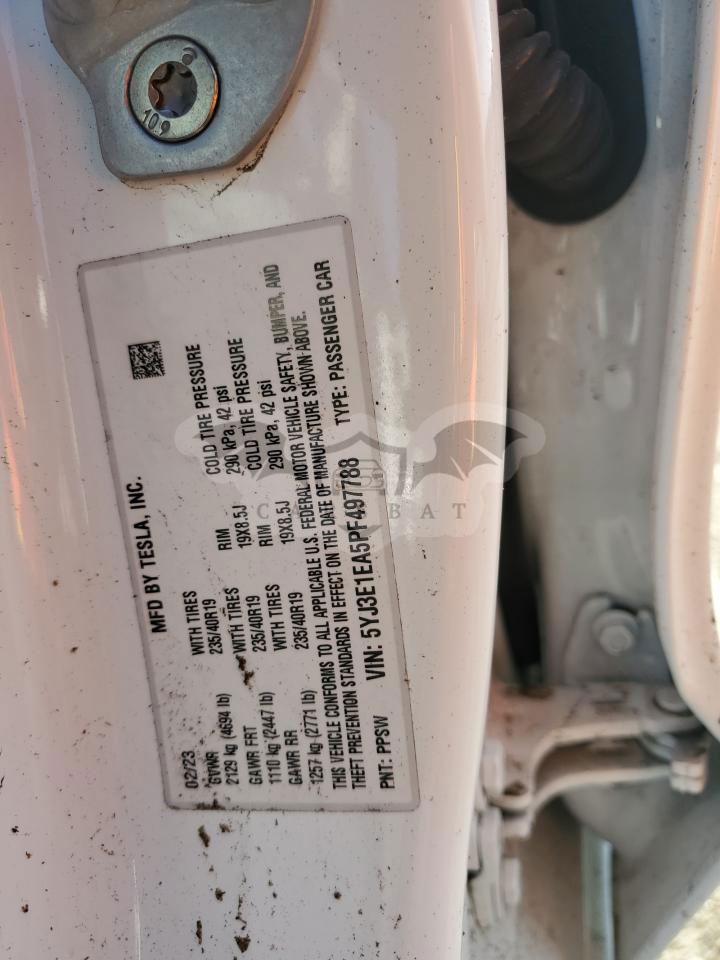 10.9
MFD BY TESLA, INC.
02/23
GVWR WITH TIRES RIM COLD TIRE PRESSURE
2129 kg (4694 lb) 235/40R19 19X8.5J 290 kPa, 42 psi
GAWR FRT WITH TIRES RIM COLD TIRE PRESSURE
1110 kg (2447 lb) 235/40R19 19X8.5J 290 kPa, 42 psi
GAWR RR WITH TIRES
1257 kg (2771 lb) 235/40R19
THIS VEHICLE CONFORMS TO ALL APPLICABLE U.S. FEDERAL MOTOR VEHICLE SAFETY, BUMPER, AND
THEFT PREVENTION STANDARDS IN EFFECT ON THE DATE OF MANUFACTURE SHOWN ABOVE.
PNT: PPSW VIN: 5YJ3E1EA5PF497788 TYPE: PASSENGER CAR